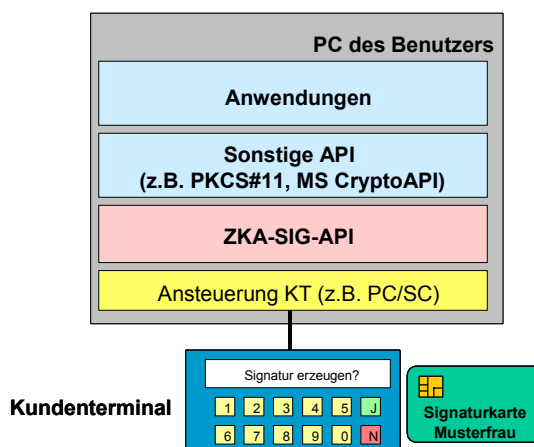 PC des Benutzers
Anwendungen
Sonstige API
(z.B. PKCS#11, MS CryptoAPI)
ZKA-SIG-API
Ansteuerung KT (z.B. PC/SC)
Signatur erzeugen?
Kundenterminal
1 2 3 4 5 J
6 7 8 9 0 N
Signaturkarte
Musterfrau